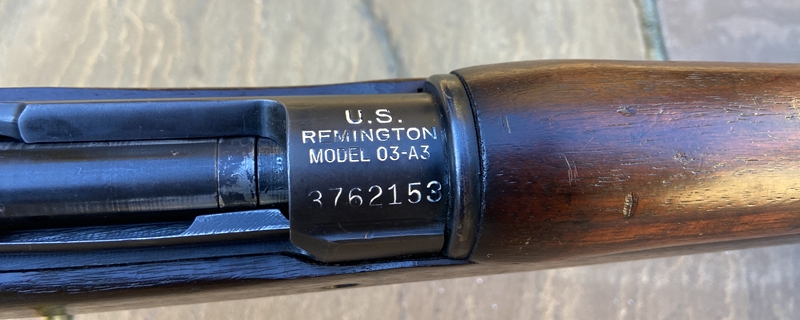 U.S.
REMINGTON
MODEL 03-A3
3762153